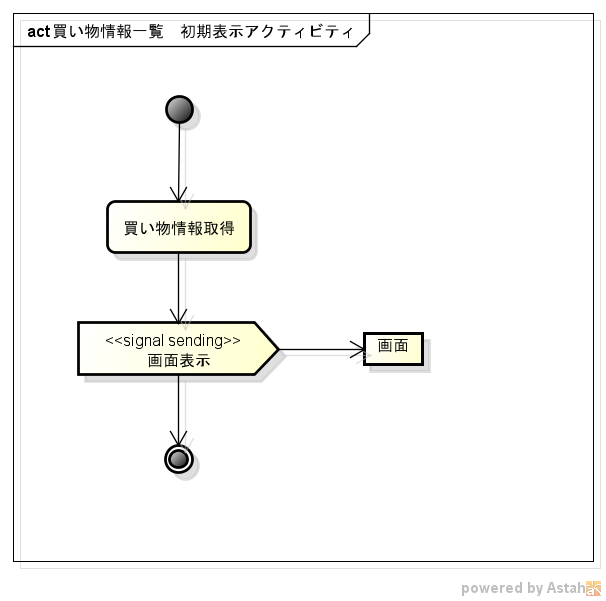 act 買い物情報一覧　初期表示アクティビティ
買い物情報取得
<<signal sending>>
画面表示
画面
powered by Astah